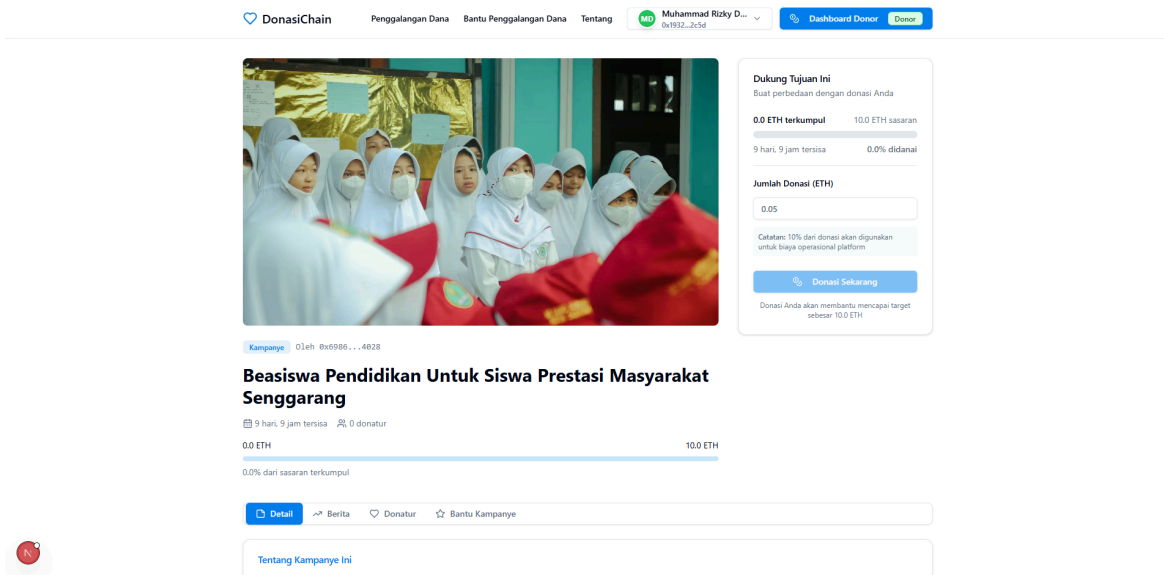 DonasiChain
Penggalangan Dana
Bantu Penggalangan Dana
Tentang
MD
Muhammad Rizky D...
0x1932...2c5d
Dashboard Donor
Donor
Dukung Tujuan Ini
Buat perbedaan dengan donasi Anda
0.0 ETH terkumpul
10.0 ETH sasaran
9 hari, 9 jam tersisa
0.0% didanai
Jumlah Donasi (ETH)
0.05
Catatan: 10% dari donasi akan digunakan
untuk biaya operasional platform
Donasi Sekarang
Donasi Anda akan membantu mencapai target
sebesar 10.0 ETH
Kampanye
Oleh 0x6986...4028
Beasiswa Pendidikan Untuk Siswa Prestasi Masyarakat
Senggarang
9 hari, 9 jam tersisa
0 donatur
0.0 ETH
10.0 ETH
0.0% dari sasaran terkumpul
Detail
Berita
Donatur
Bantu Kampanye
Tentang Kampanye Ini
N